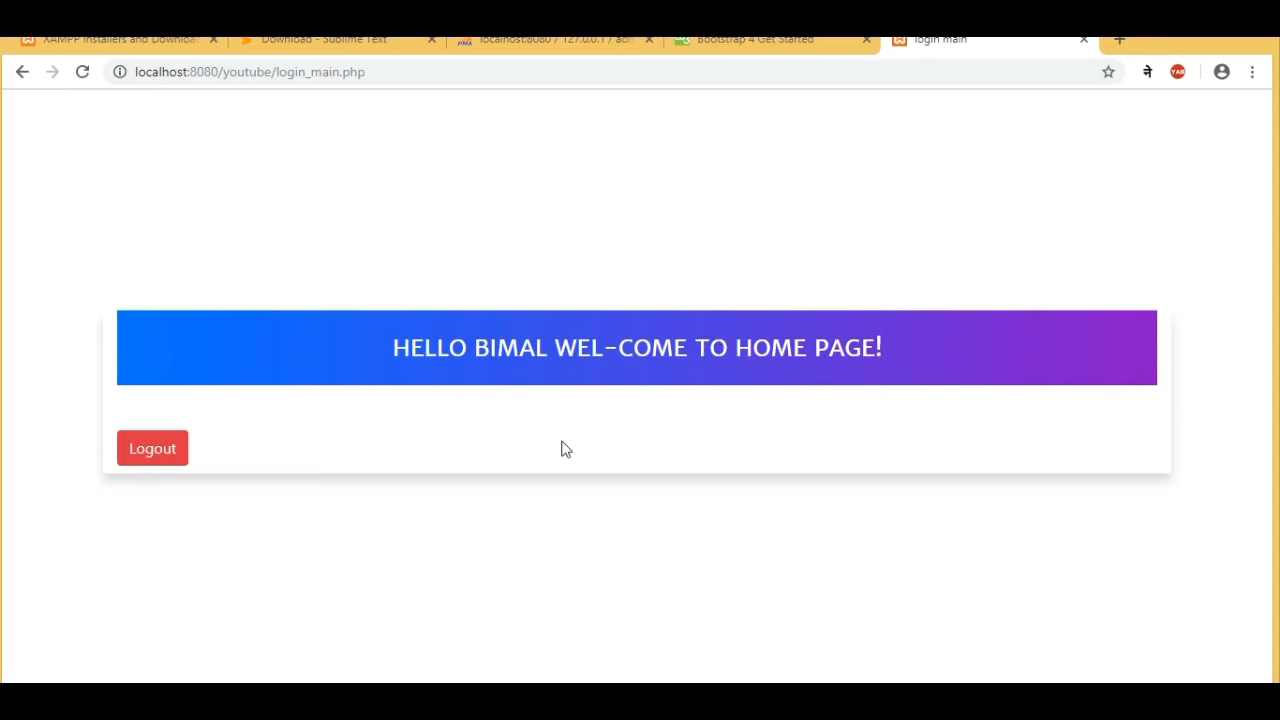 XAMPP Installers and Downloa
Download - Sublime Text
localhost:8080 / 127.0.0.1 /
Bootstrap 4 Get Started
login main
localhost:8080/youtube/login_main.php
ने
YAB
HELLO BIMAL WEL-COME TO HOME PAGE!
Logout